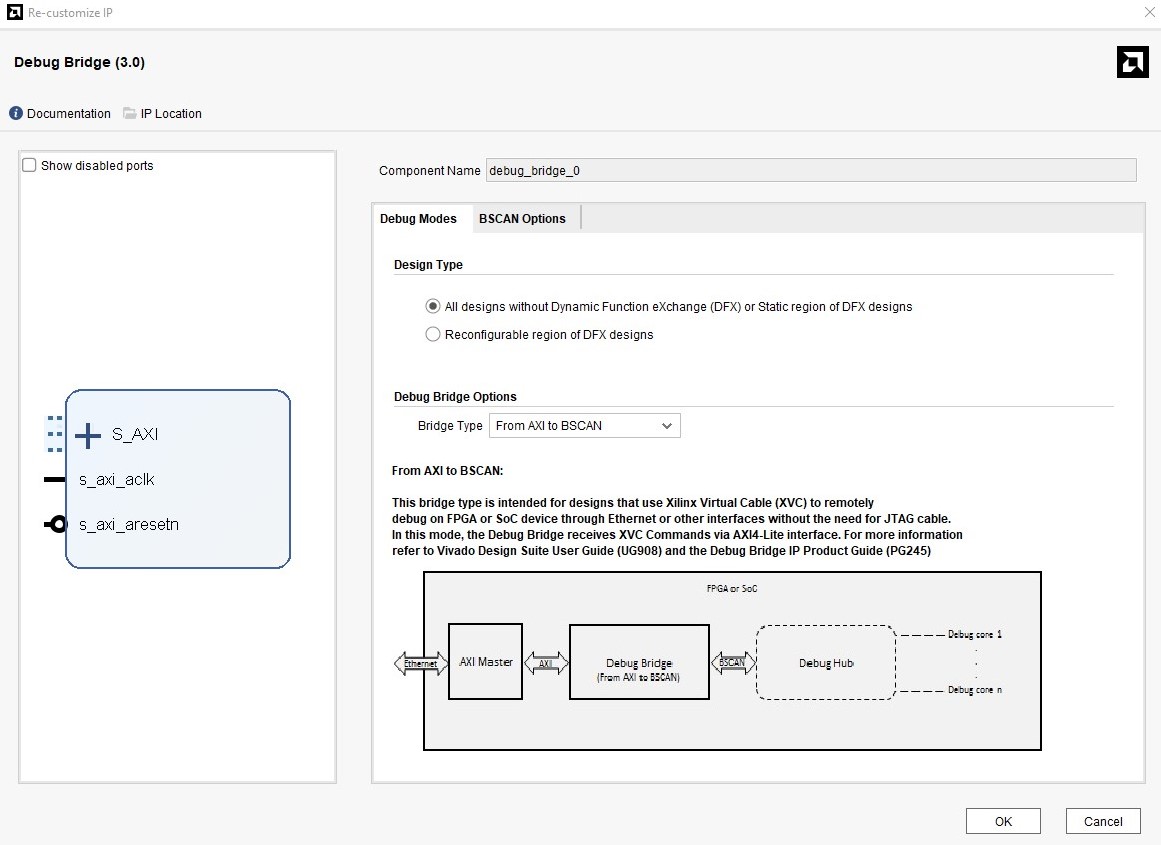 Re-customize IP
Debug Bridge (3.0)
Documentation IP Location
Show disabled ports
S_AXI
s_axi_aclk
s_axi_aresetn
Component Name debug_bridge_0
Debug Modes BSCAN Options
Design Type
All designs without Dynamic Function eXchange (DFX) or Static region of DFX designs
Reconfigurable region of DFX designs
Debug Bridge Options
Bridge Type From AXI to BSCAN
From AXI to BSCAN:
This bridge type is intended for designs that use Xilinx Virtual Cable (XVC) to remotely
debug on FPGA or SoC device through Ethernet or other interfaces without the need for JTAG cable.
In this mode, the Debug Bridge receives XVC Commands via AXI4-Lite interface. For more information
refer to Vivado Design Suite User Guide (UG908) and the Debug Bridge IP Product Guide (PG245)
FPGA or SoC
Ethernet
AXI Master
AXI
Debug Bridge
(From AXI to BSCAN)
BSCAN
Debug Hub
Debug core 1
.
.
.
Debug core n
OK Cancel